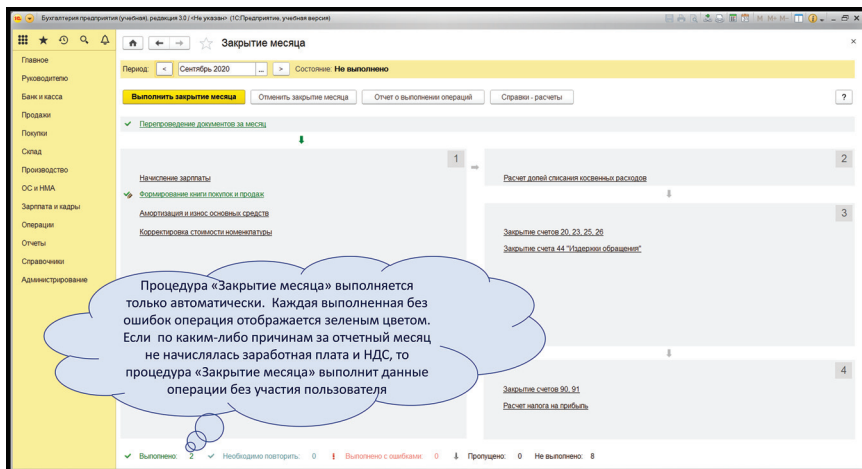 Бухгалтерия предприятия (учебная), редакция 3.0 / <Не указан> (1С:Предприятие, учебная версия)
M M+ M-
Закрытие месяца
Главное
Руководителю
Банк и касса
Продажи
Покупки
Склад
Производство
ОС и НМА
Зарплата и кадры
Операции
Отчеты
Справочники
Администрирование
Период: < Сентябрь 2020 ... > Состояние: Не выполнено
Выполнить закрытие месяца Отменить закрытие месяца Отчет о выполнении операций Справки - расчеты ?
Перепроведение документов за месяц
1
Начисление зарплаты
Формирование книги покупок и продаж
Амортизация и износ основных средств
Корректировка стоимости номенклатуры
2
Расчет долей списания косвенных расходов
3
Закрытие счетов 20, 23, 25, 26
Закрытие счета 44 "Издержки обращения"
4
Закрытие счетов 90, 91
Расчет налога на прибыль
Процедура «Закрытие месяца» выполняется
только автоматически. Каждая выполненная без
ошибок операция отображается зеленым цветом.
Если по каким-либо причинам за отчетный месяц
не начислялась заработная плата и НДС, то
процедура «Закрытие месяца» выполнит данные
операции без участия пользователя
Выполнено: 2 Необходимо повторить: 0 Выполнено с ошибками: 0 Пропущено: 0 Не выполнено: 8